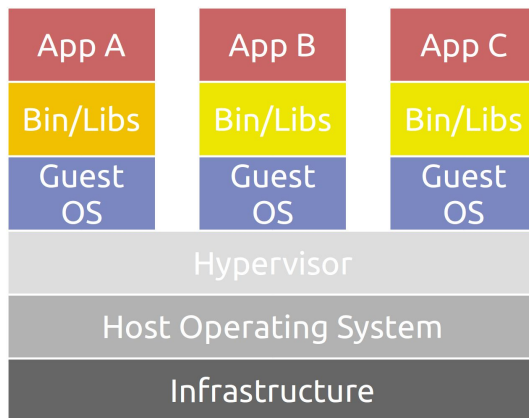 App A
App B
App C
Bin/Libs
Bin/Libs
Bin/Libs
Guest
OS
Guest
OS
Guest
OS
Hypervisor
Host Operating System
Infrastructure